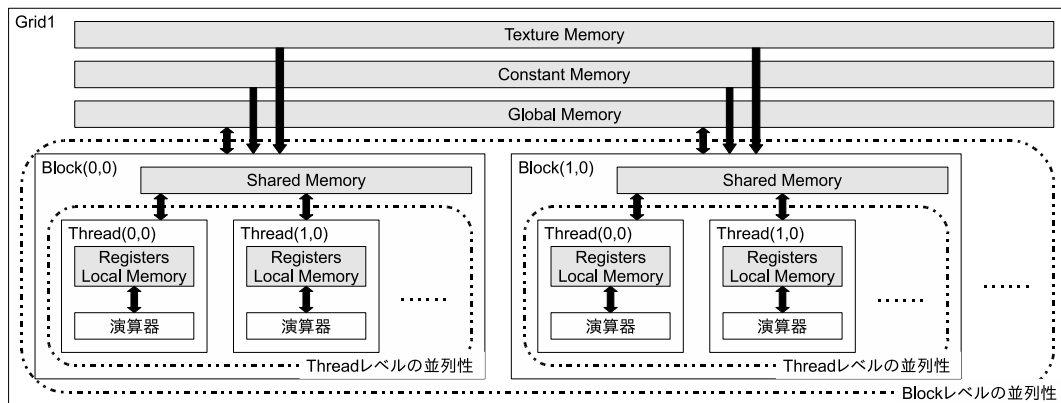 Grid1
Texture Memory
Constant Memory
Global Memory
Block(0,0)
Shared Memory
Thread(0,0)
Registers
Local Memory
演算器
Thread(1,0)
Registers
Local Memory
演算器
……
Threadレベルの並列性
Block(1,0)
Shared Memory
Thread(0,0)
Registers
Local Memory
演算器
Thread(1,0)
Registers
Local Memory
演算器
……
Threadレベルの並列性
……
Blockレベルの並列性